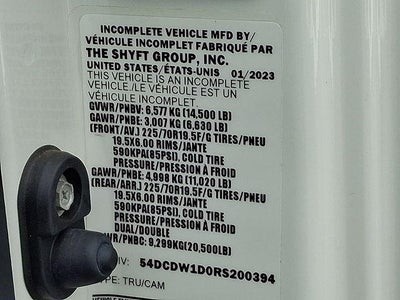 INCOMPLETE VEHICLE MFD BY/
VÉHICULE INCOMPLET FABRIQUÉ PAR
THE SHYFT GROUP, INC.
UNITED STATES/ÉTATS-UNIS 01/2023
THIS VEHICLE IS AN INCOMPLETE
VEHICLE./LE VÉHICULE EST UN
VÉHICULE INCOMPLET.
GVWR/PNBV: 6,577 KG (14,500 LB)
GAWR/PNBE: 3,007 KG (6,630 LB)
(FRONT/AV.) 225/70R19.5F/G TIRES/PNEU
19.5X6.00 RIMS/JANTE
590KPA(85PSI), COLD TIRE
PRESSURE/PRESSION À FROID
GAWR/PNBE: 4,998 KG (11,020 LB)
(REAR/ARR.) 225/70R19.5F/G TIRES/PNEU
19.5X6.00 RIMS/JANTE
590KPA(85PSI), COLD TIRE
PRESSURE/PRESSION À FROID
DUAL/DOUBLE
WR/PNBC: 9,299KG(20,500LB)
IV: 54DCDW1D0RS200394
YPE: TRU/CAM